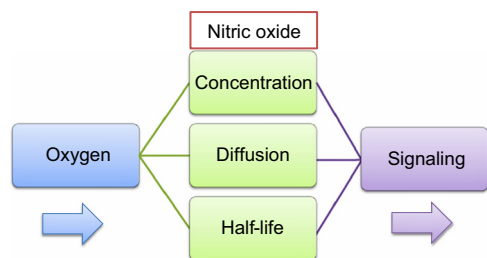 Nitric oxide
Concentration
Oxygen
Diffusion
Signaling
Half-life